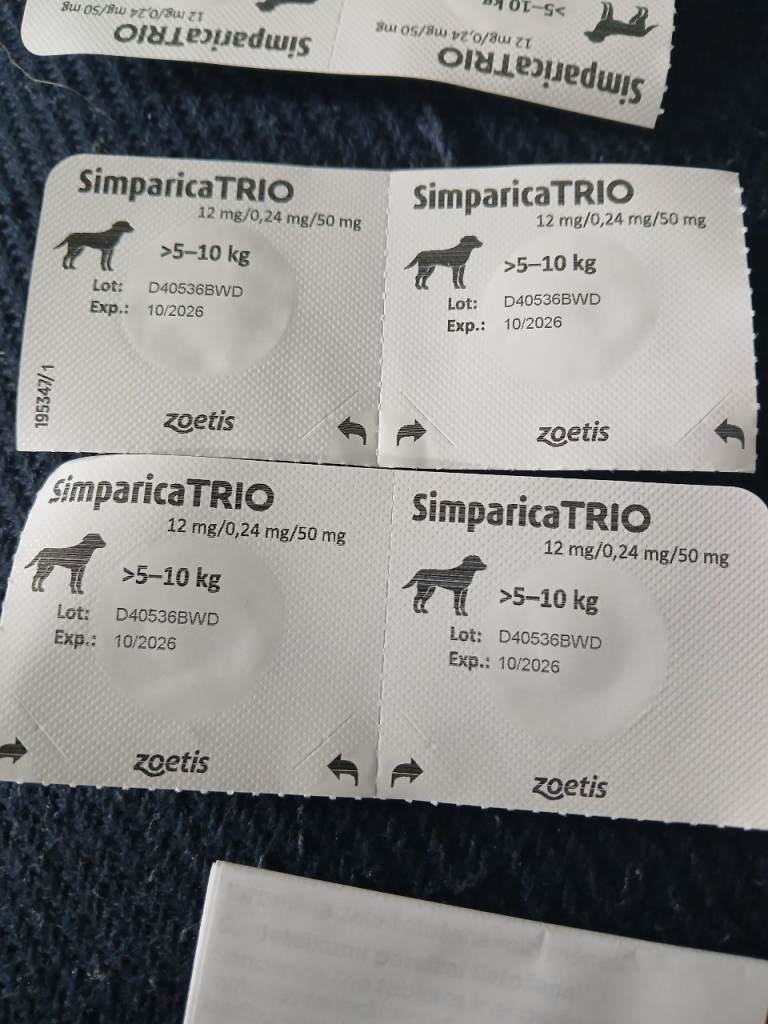 SimparicaTRIO
12 mg/0,24 mg/50 mg
>5–10 kg
SimparicaTRIO
12 mg/0,24 mg/50 mg
SimparicaTRIO
12 mg/0,24 mg/50 mg
>5–10 kg
Lot: D40536BWD
Exp.: 10/2026
195347/1
zoetis
SimparicaTRIO
12 mg/0,24 mg/50 mg
>5–10 kg
Lot: D40536BWD
Exp.: 10/2026
zoetis
SimparicaTRIO
12 mg/0,24 mg/50 mg
>5–10 kg
Lot: D40536BWD
Exp.: 10/2026
zoetis
SimparicaTRIO
12 mg/0,24 mg/50 mg
>5–10 kg
Lot: D40536BWD
Exp.: 10/2026
zoetis